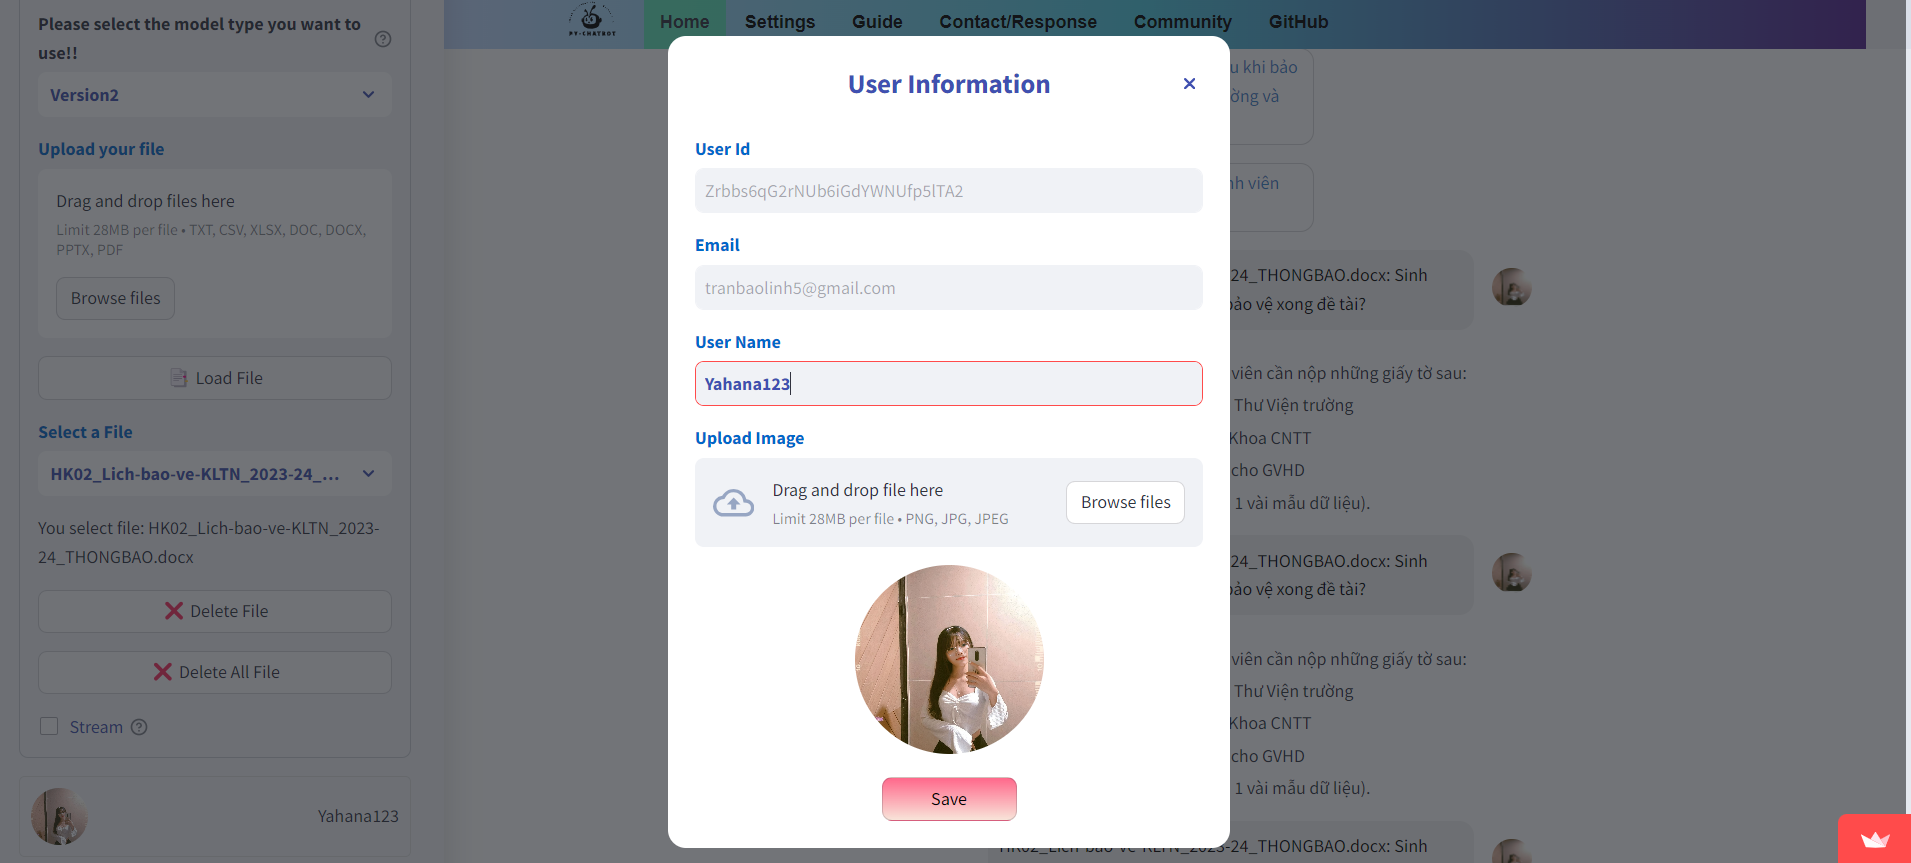 Please select the model type you want to
use!!
Version2
Upload your file
Drag and drop files here
Limit 28MB per file • TXT, CSV, XLSX, DOC, DOCX,
PPTX, PDF
Browse files
Load File
Select a File
HK02_Lich-bao-ve-KLTN_2023-24_...
You select file: HK02_Lich-bao-ve-KLTN_2023-
24_THONGBAO.docx
Delete File
Delete All File
Stream
Yahana123
PY-CHATBOT
Home Settings Guide Contact/Response Community GitHub
User Information
User Id
Zrbbs6qG2rNUb6iGdYWNUfp5lTA2
Email
tranbaolinh5@gmail.com
User Name
Yahana123
Upload Image
Drag and drop file here
Limit 28MB per file • PNG, JPG, JPEG
Browse files
Save
u khi bảo
ờng và
nh viên
24_THONGBAO.docx: Sinh
bảo vệ xong đề tài?
viên cần nộp những giấy tờ sau:
Thư Viện trường
Khoa CNTT
cho GVHD
1 vài mẫu dữ liệu).
24_THONGBAO.docx: Sinh
bảo vệ xong đề tài?
viên cần nộp những giấy tờ sau:
Thư Viện trường
Khoa CNTT
cho GVHD
1 vài mẫu dữ liệu).
HK02_Lich-bao-ve-KLTN_2023-24_THONGBAO.docx: Sinh